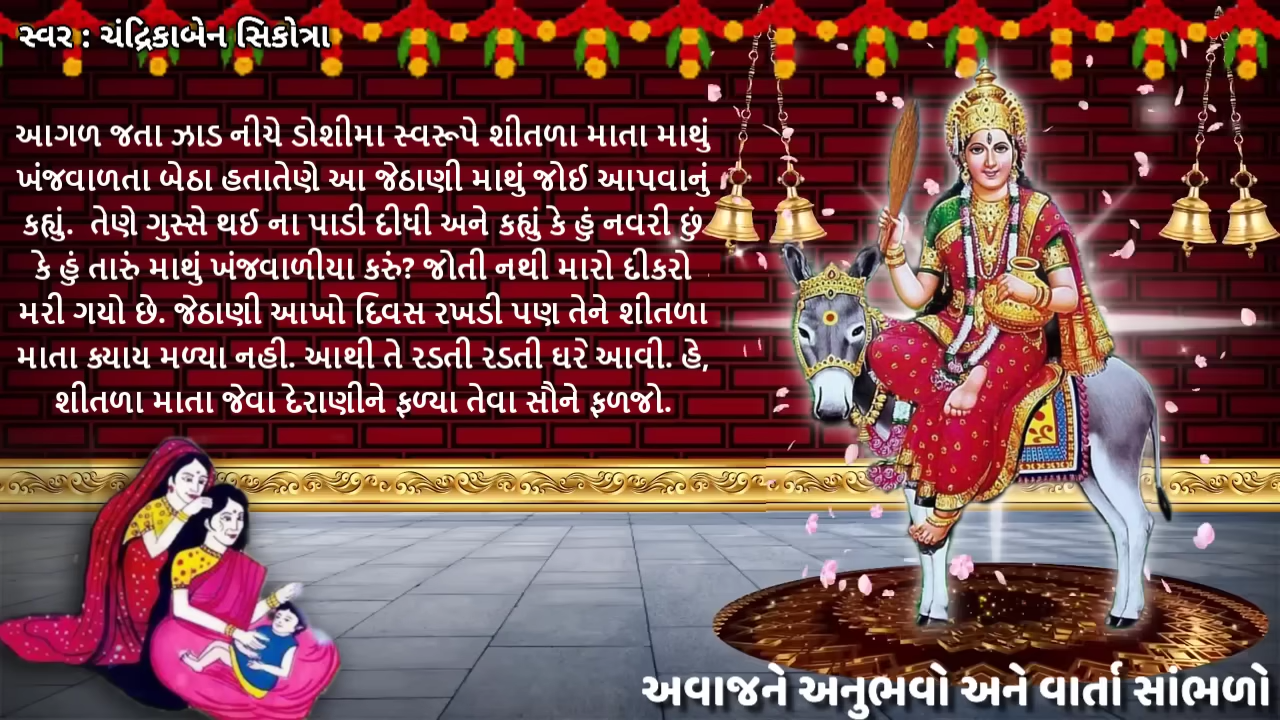 સ્વર : ચંદ્રિકાબેન સિકોત્રા
આગળ જતા ઝાડ નીચે ડોશીમા સ્વરૂપે શીતળા માતા માથું
ખંજવાળતા બેઠા હતાતેણે આ જેઠાણી માથું જોઈ આપવાનું
કહ્યું. તેણે ગુસ્સે થઈ ના પાડી દીધી અને કહ્યું કે હું નવરી છું
કે હું તારું માથું ખંજવાળીયા કરું? જોતી નથી મારો દીકરો
મરી ગયો છે. જેઠાણી આખો દિવસ રખડી પણ તેને શીતળા
માતા ક્યાય મળ્યા નહી. આથી તે રડતી રડતી ઘરે આવી. હે,
શીતળા માતા જેવા દેરાણીને ફળ્યા તેવા સૌને ફળજો.
અવાજને અનુભવો અને વાર્તા સાંભળો